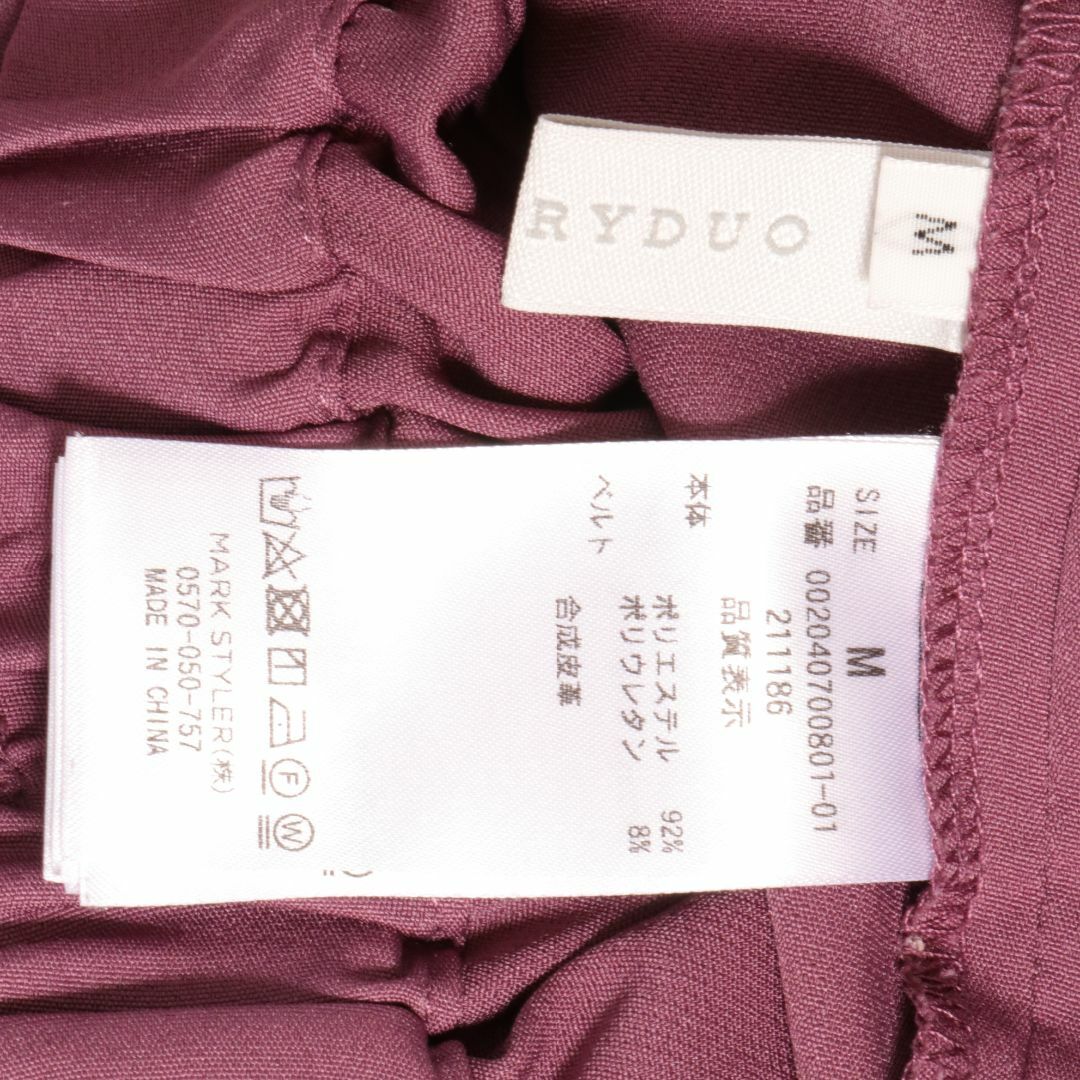 RYDUO
M
SIZE M
品番 002040700801-01
211186
品質表示
本体 ポリエステル 92%
ポリウレタン 8%
ベルト 合成皮革
F
W
MARK STYLER(株)
0570-050-757
MADE IN CHINA